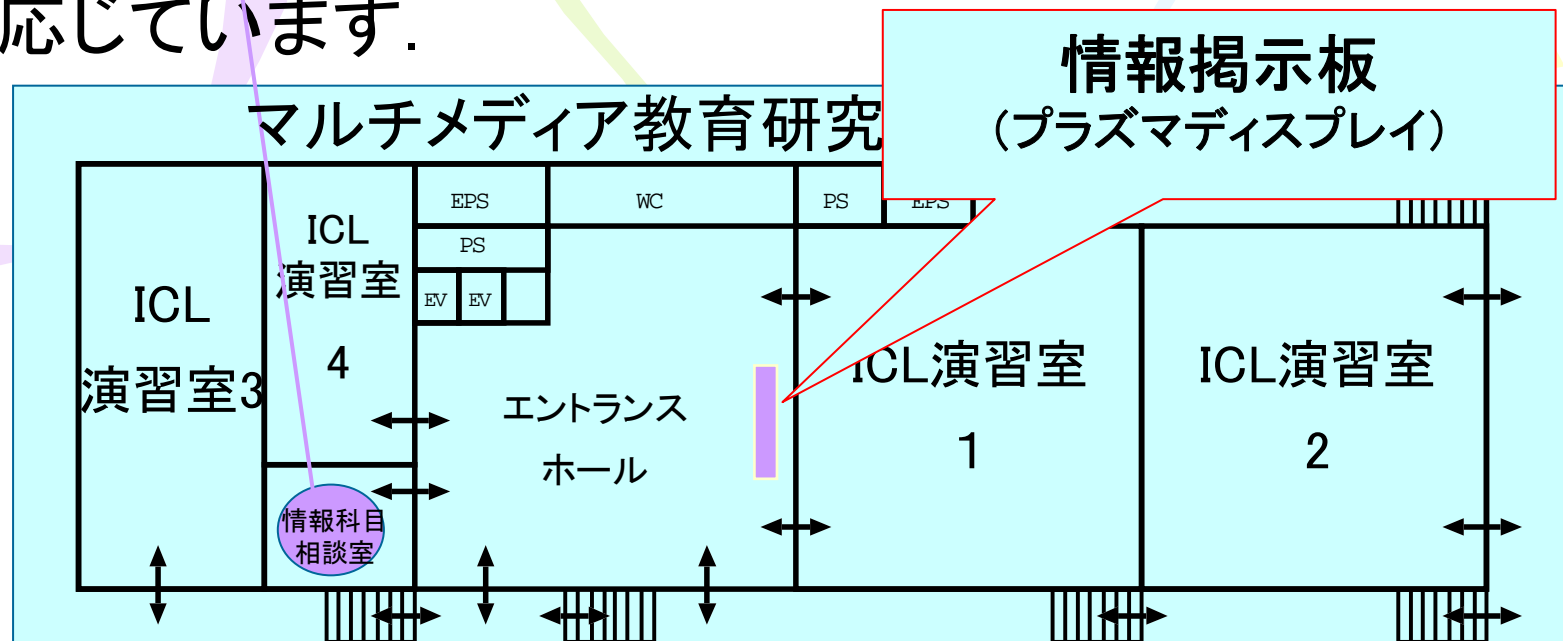 応じています.
情報掲示板
(プラズマディスプレイ)
マルチメディア教育研究
EPS
WC
PS
EPS
PS
EV
EV
ICL
演習室
4
ICL
演習室3
エントランス
ホール
ICL演習室
1
ICL演習室
2
情報科目
相談室